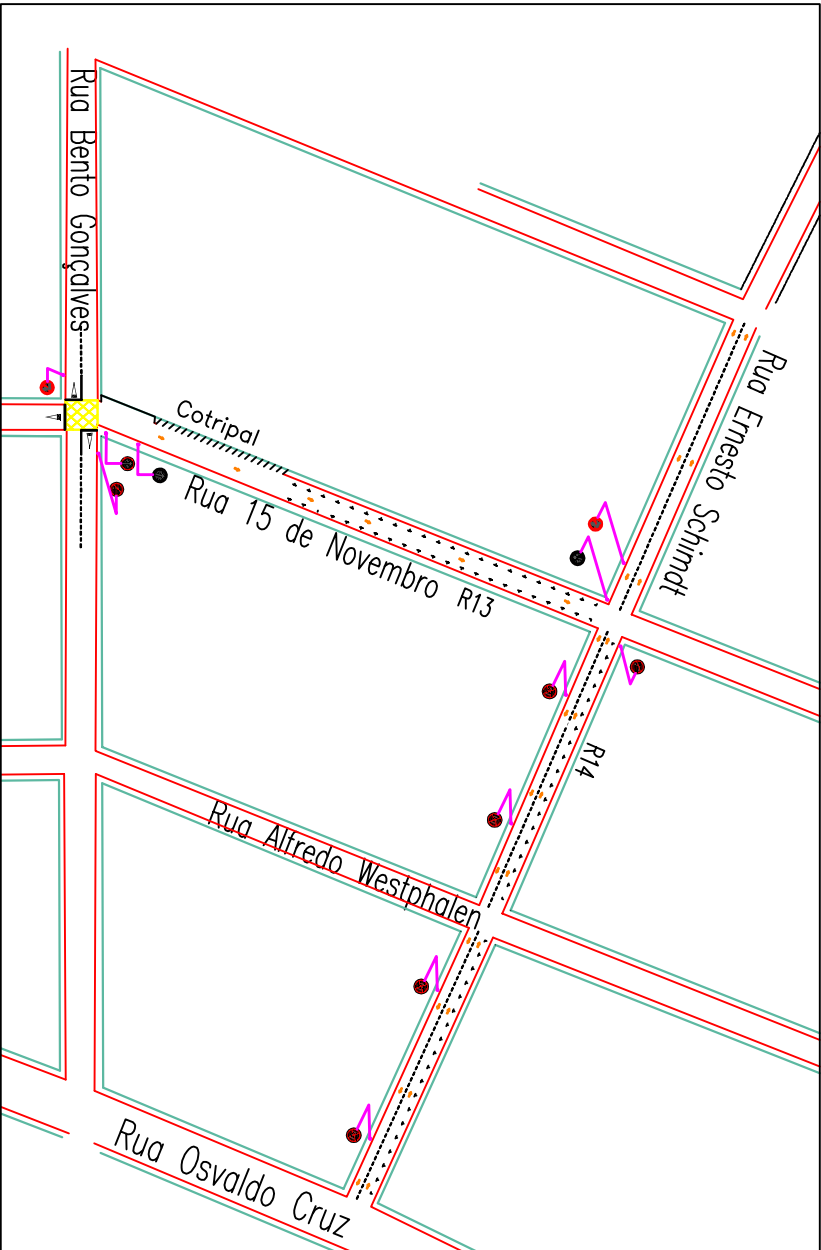 Rua Bento Gonçalves
Rua Ernesto Schimdt
Cotripal
Rua 15 de Novembro R13
R14
Rua Alfredo Westphalen
Rua Osvaldo Cruz